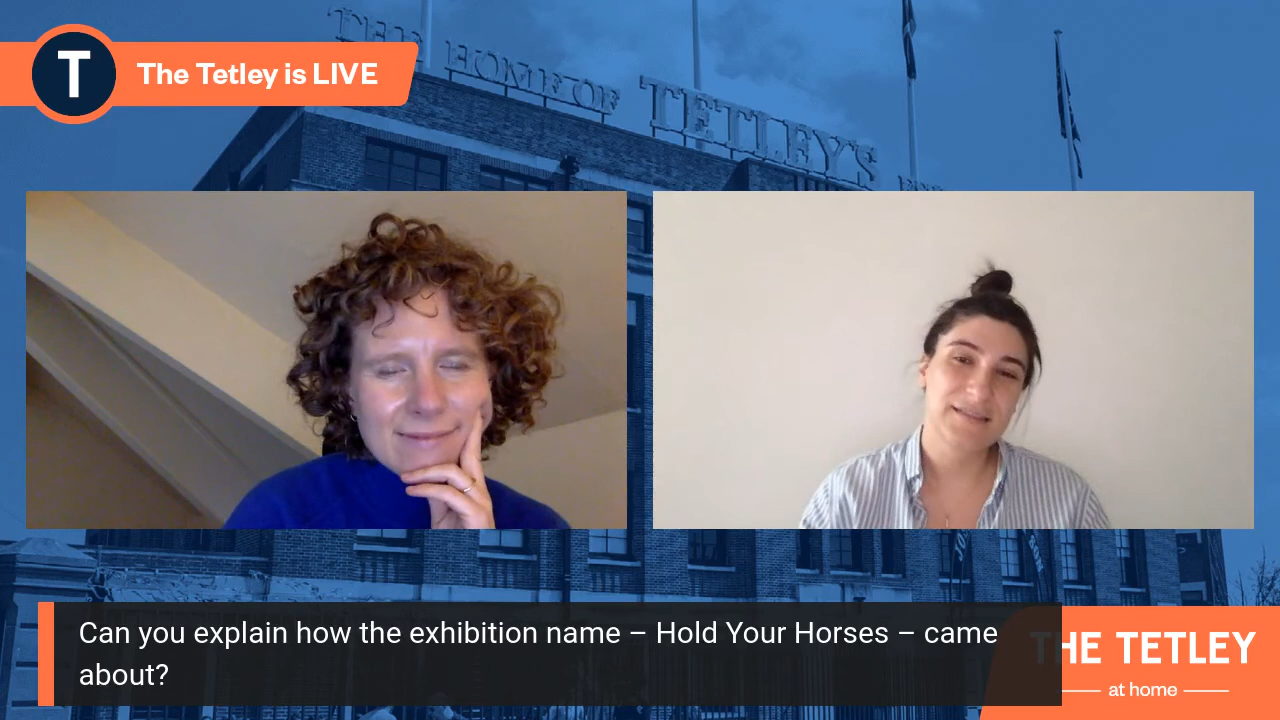 THE HOME OF
TETLEY'S
T
The Tetley is LIVE
Can you explain how the exhibition name – Hold Your Horses – came
about?
THE TETLEY
at home